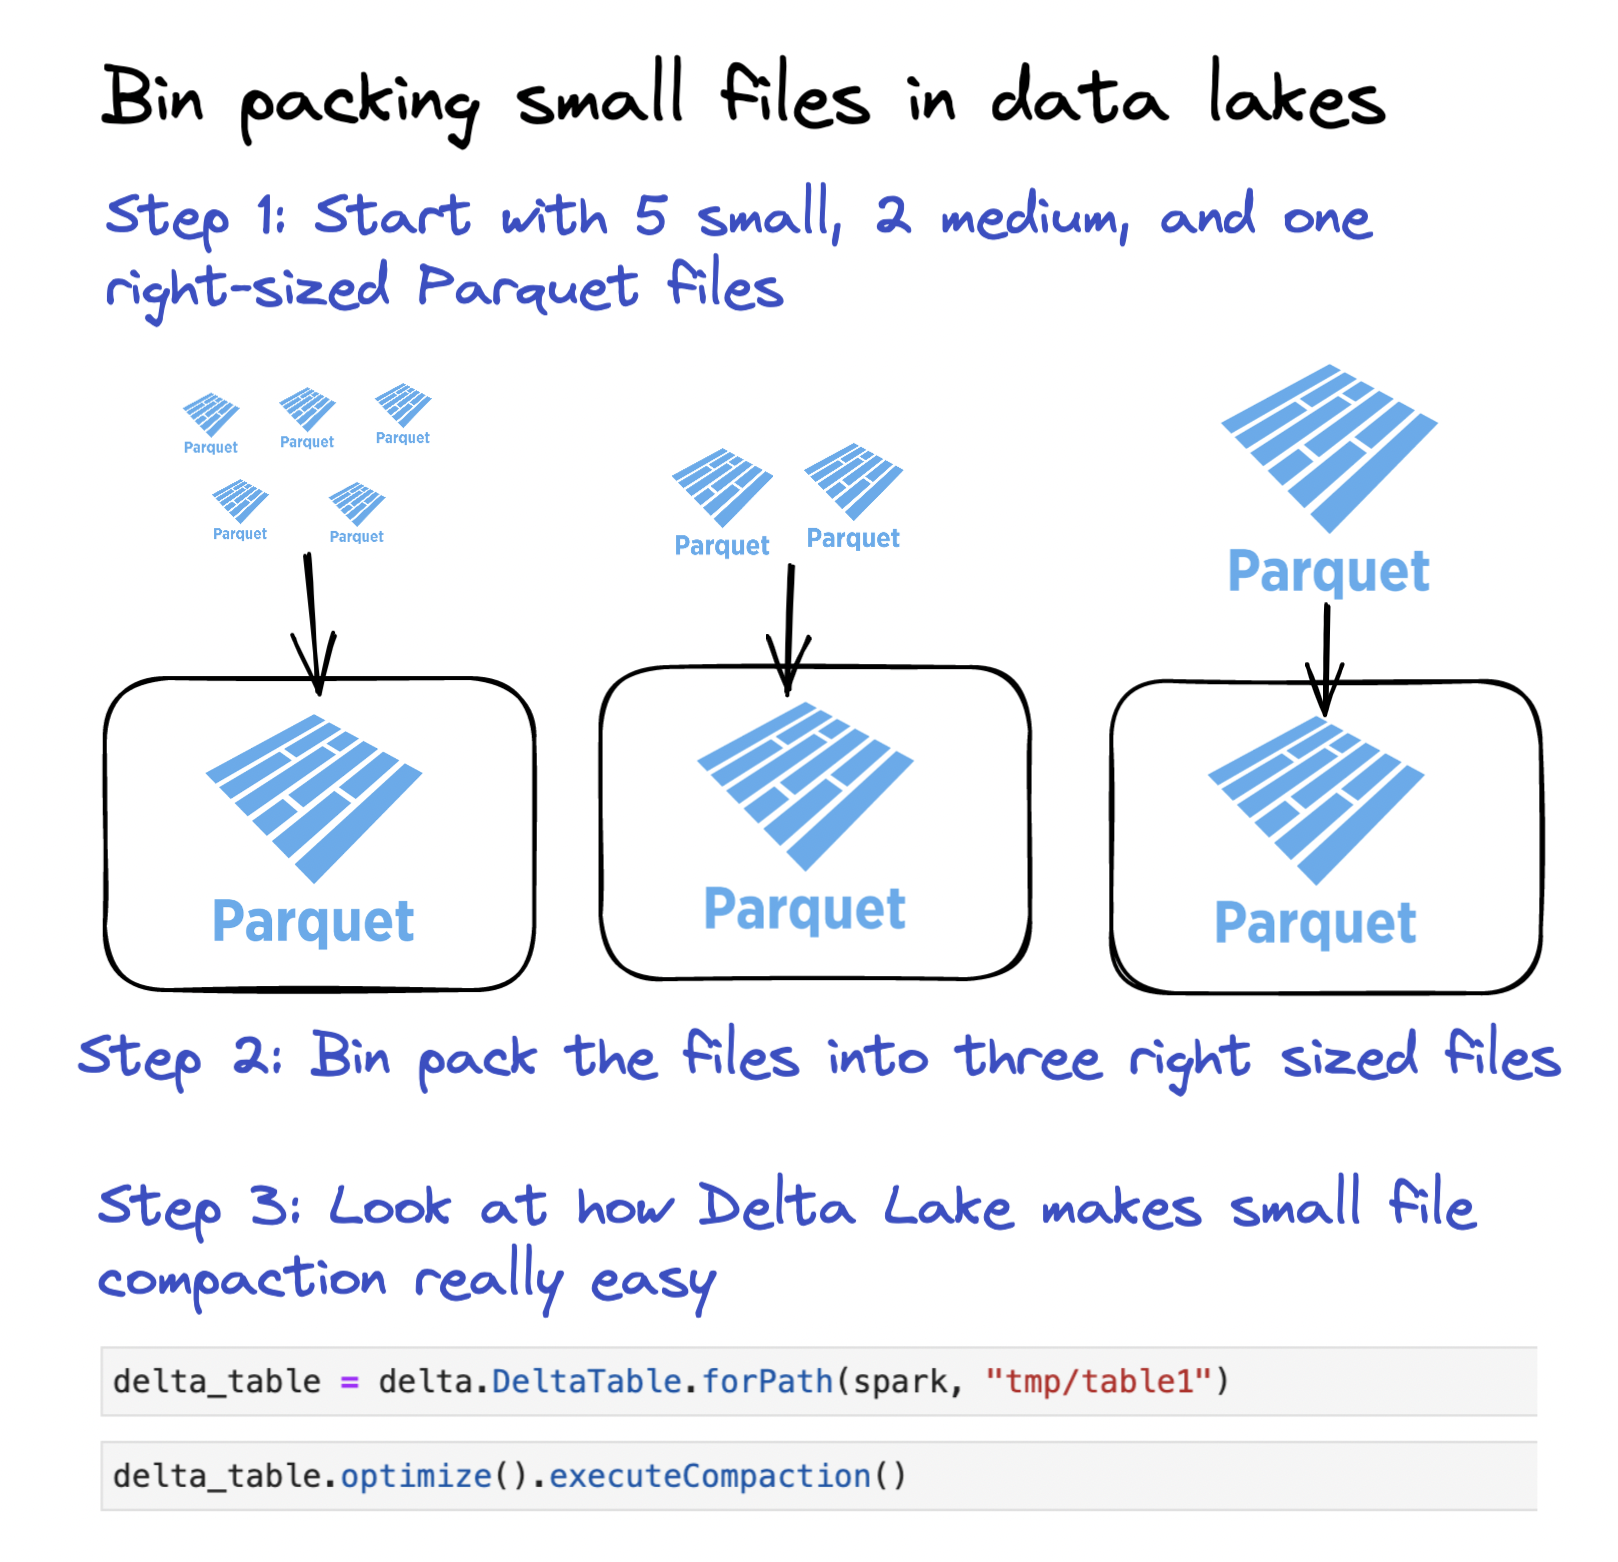 Bin packing small files in data lakes
Step 1: Start with 5 small, 2 medium, and one
right-sized Parquet files
Parquet
Parquet
Parquet
Parquet
Parquet
Parquet
Parquet
Parquet
Parquet
Parquet
Parquet
Step 2: Bin pack the files into three right sized files
Step 3: Look at how Delta Lake makes small file
compaction really easy
delta_table = delta.DeltaTable.forPath(spark, "tmp/table1")
delta_table.optimize().executeCompaction()